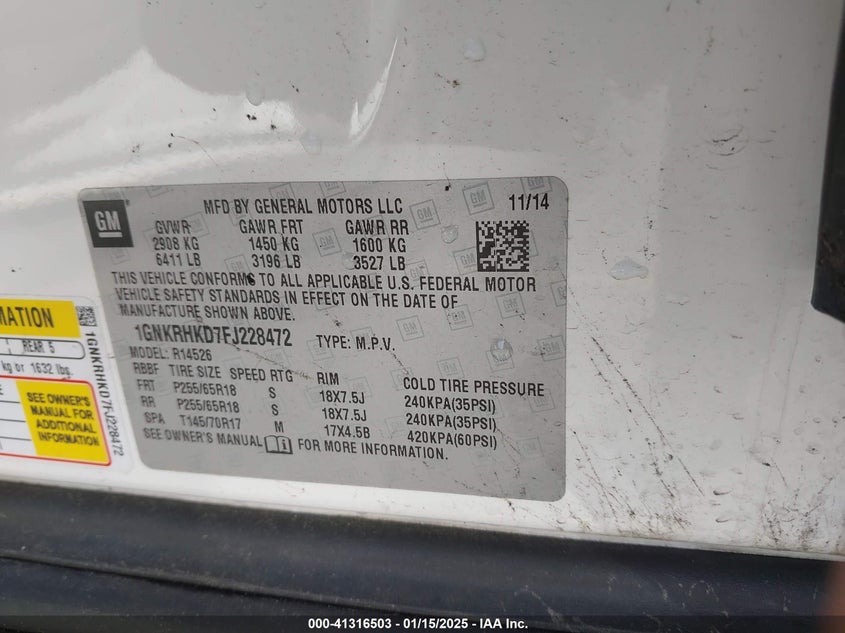 GM
MFD BY GENERAL MOTORS LLC 11/14
GVWR GAWR FRT GAWR RR
2908 KG 1450 KG 1600 KG
6411 LB 3196 LB 3527 LB
THIS VEHICLE CONFORMS TO ALL APPLICABLE U.S. FEDERAL MOTOR
VEHICLE SAFETY STANDARDS IN EFFECT ON THE DATE OF
MANUFACTURE SHOWN ABOVE.
1GNKRHKD7FJ228472 TYPE: M.P.V.
MODEL: R14526
RBBF TIRE SIZE SPEED RTG RIM COLD TIRE PRESSURE
FRT P255/65R18 S 18X7.5J 240KPA(35PSI)
RR P255/65R18 S 18X7.5J 240KPA(35PSI)
SPA T145/70R17 M 17X4.5B 420KPA(60PSI)
SEE OWNER'S MANUAL FOR MORE INFORMATION.
MATION
REAR 5
kg or 1632 lbs.
SEE OWNER'S
MANUAL FOR
ADDITIONAL
INFORMATION
1GNKRHKD7FJ228472
000-41316503 - 01/15/2025 - IAA Inc.